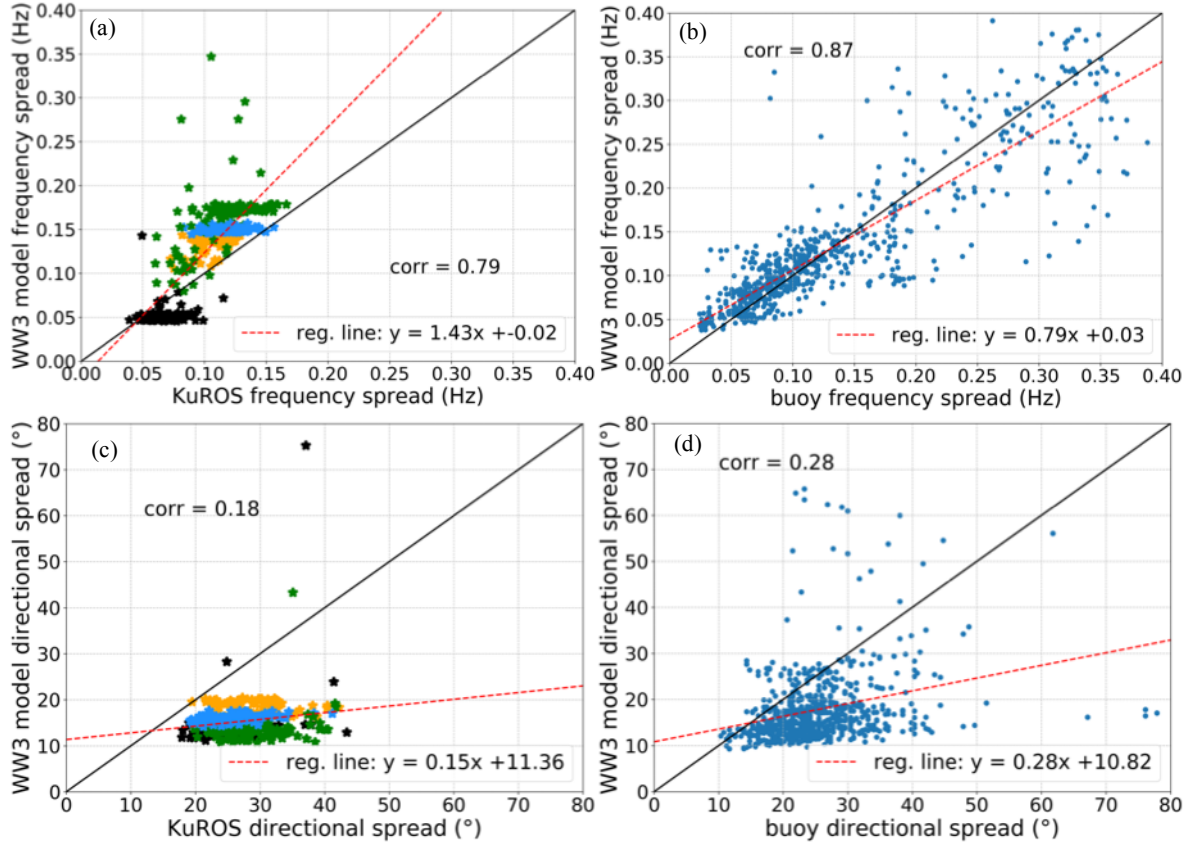 (a)
corr = 0.79
reg. line: y = 1.43x +-0.02
WW3 model frequency spread (Hz)
0.40
0.35
0.30
0.25
0.20
0.15
0.10
0.05
0.00
0.00 0.05 0.10 0.15 0.20 0.25 0.30 0.35 0.40
KuROS frequency spread (Hz)
(b)
corr = 0.87
reg. line: y = 0.79x +0.03
WW3 model frequency spread (Hz)
0.40
0.35
0.30
0.25
0.20
0.15
0.10
0.05
0.00
0.00 0.05 0.10 0.15 0.20 0.25 0.30 0.35 0.40
buoy frequency spread (Hz)
(c)
corr = 0.18
reg. line: y = 0.15x +11.36
WW3 model directional spread (°)
80
70
60
50
40
30
20
10
0
0 10 20 30 40 50 60 70 80
KuROS directional spread (°)
(d)
corr = 0.28
reg. line: y = 0.28x +10.82
WW3 model directional spread (°)
80
70
60
50
40
30
20
10
0
0 10 20 30 40 50 60 70 80
buoy directional spread (°)